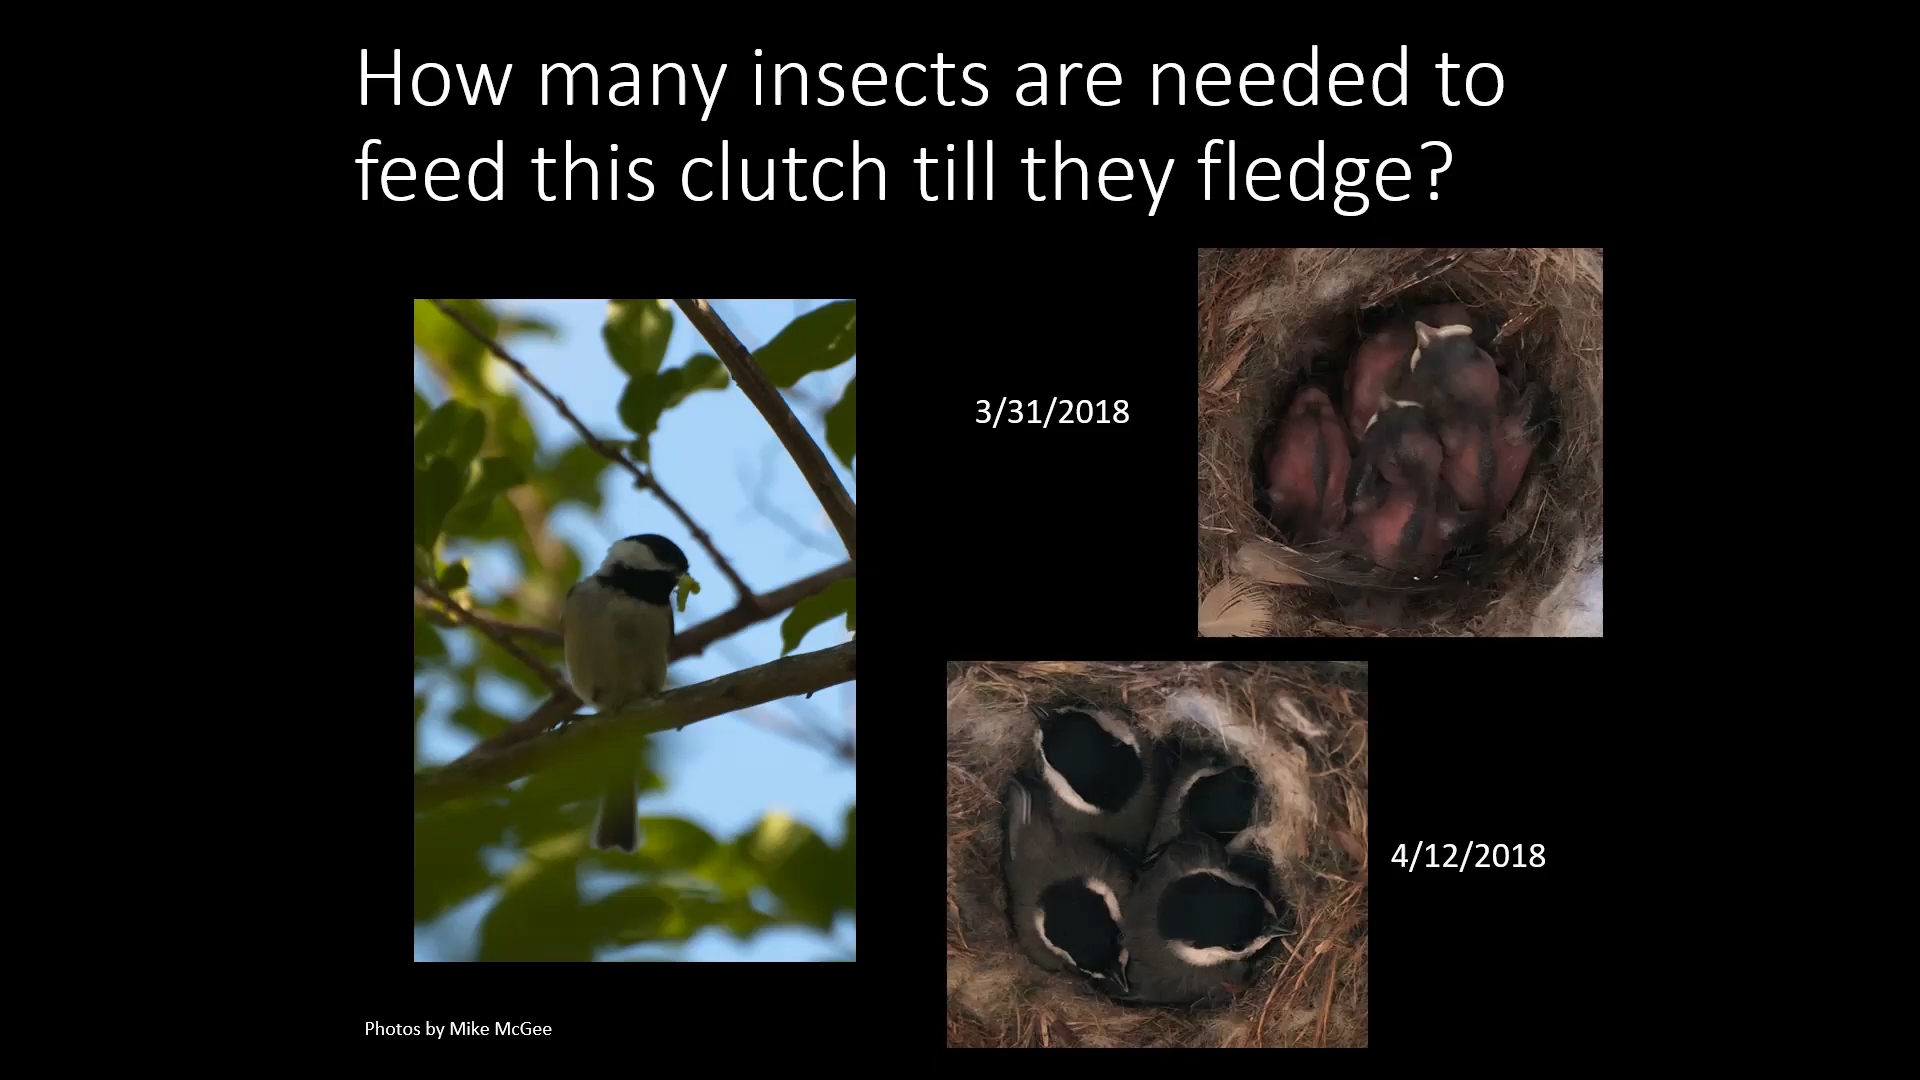 How many insects are needed to
feed this clutch till they fledge?
3/31/2018
4/12/2018
Photos by Mike McGee